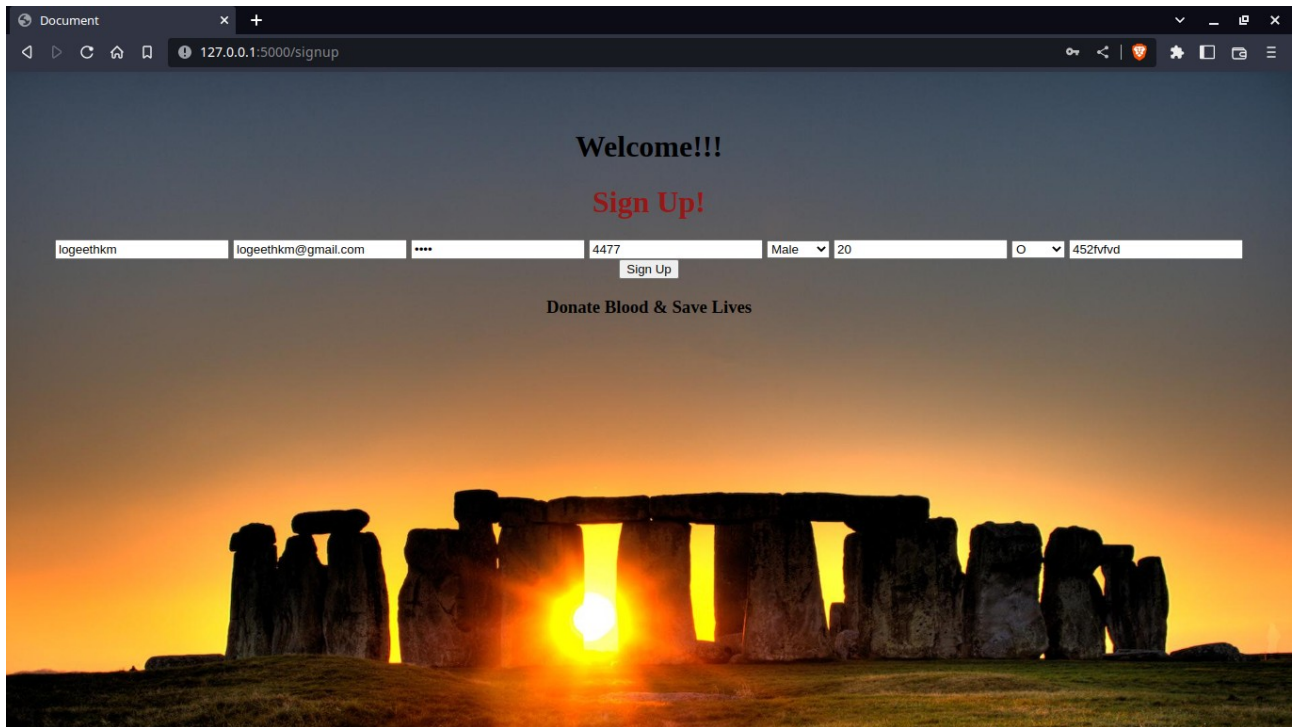 Document
127.0.0.1:5000/signup
Welcome!!!
Sign Up!
logeethkm logeethkm@gmail.com •••• 4477 Male 20 O 452fvfvd
Sign Up
Donate Blood & Save Lives